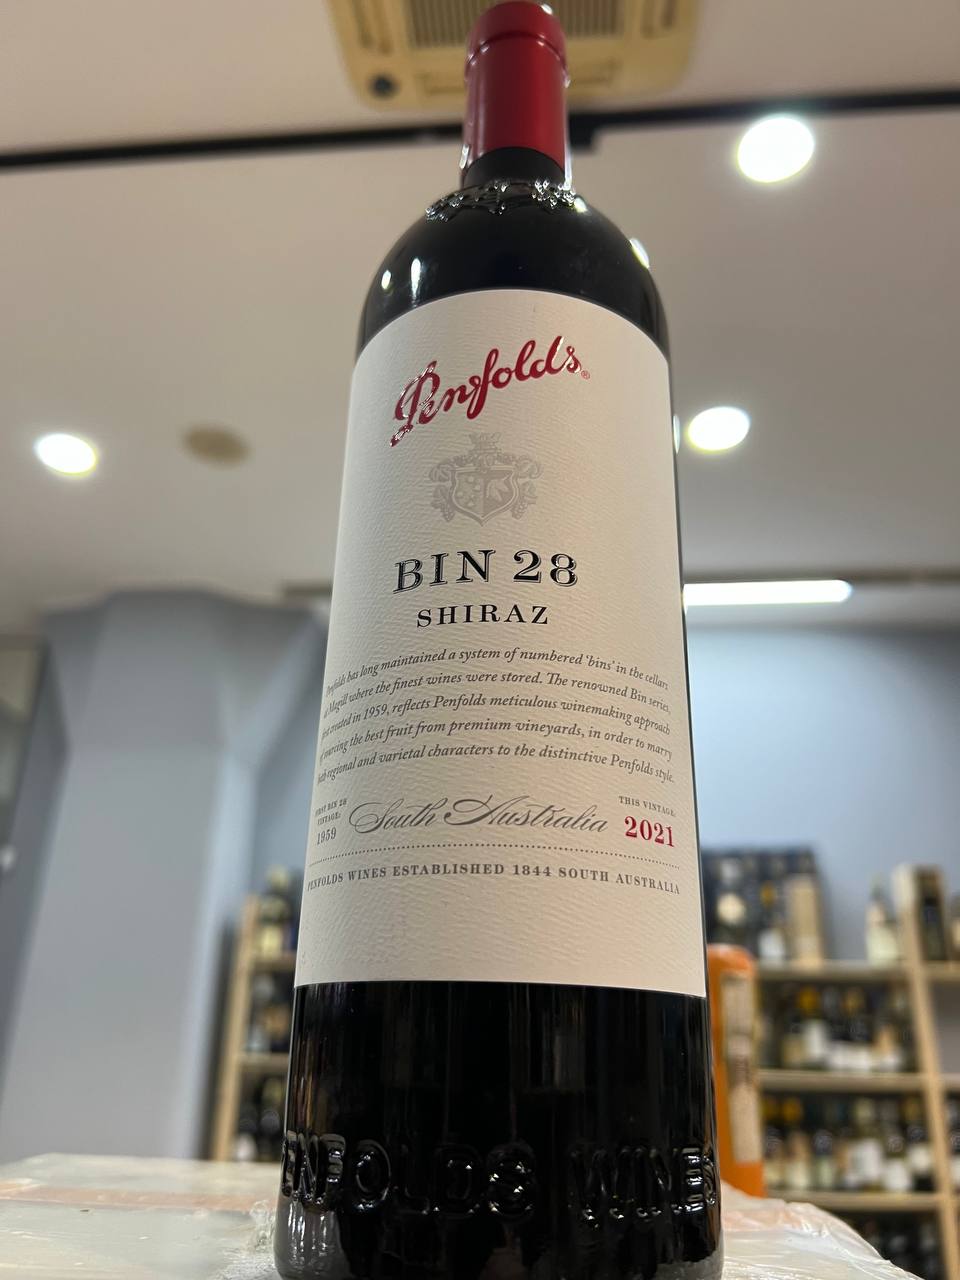 Penfolds®
BIN 28
SHIRAZ
Penfolds has long maintained a system of numbered 'bins' in the cellars
at Magill where the finest wines were stored. The renowned Bin series,
first created in 1959, reflects Penfolds meticulous winemaking approach
of sourcing the best fruit from premium vineyards, in order to marry
both regional and varietal characters to the distinctive Penfolds style.
FIRST BIN 28
VINTAGE:
1959
South Australia
THIS VINTAGE:
2021
PENFOLDS WINES ESTABLISHED 1844 SOUTH AUSTRALIA
PENFOLDS WINES